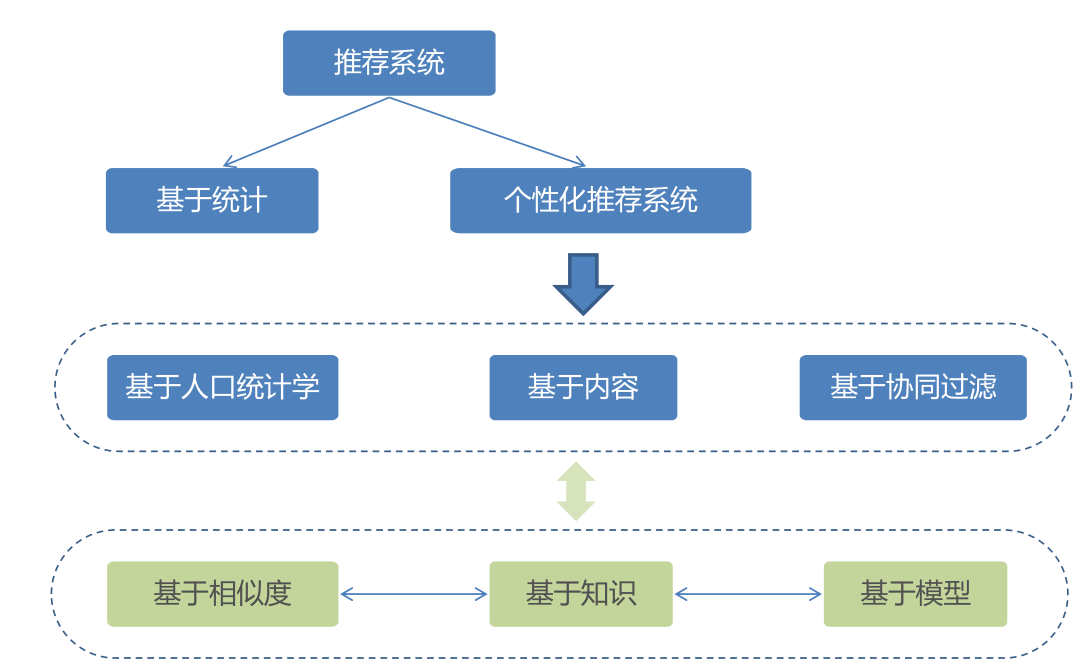 推荐系统
基于统计
个性化推荐系统
基于人口统计学
基于内容
基于协同过滤
基于相似度
基于知识
基于模型